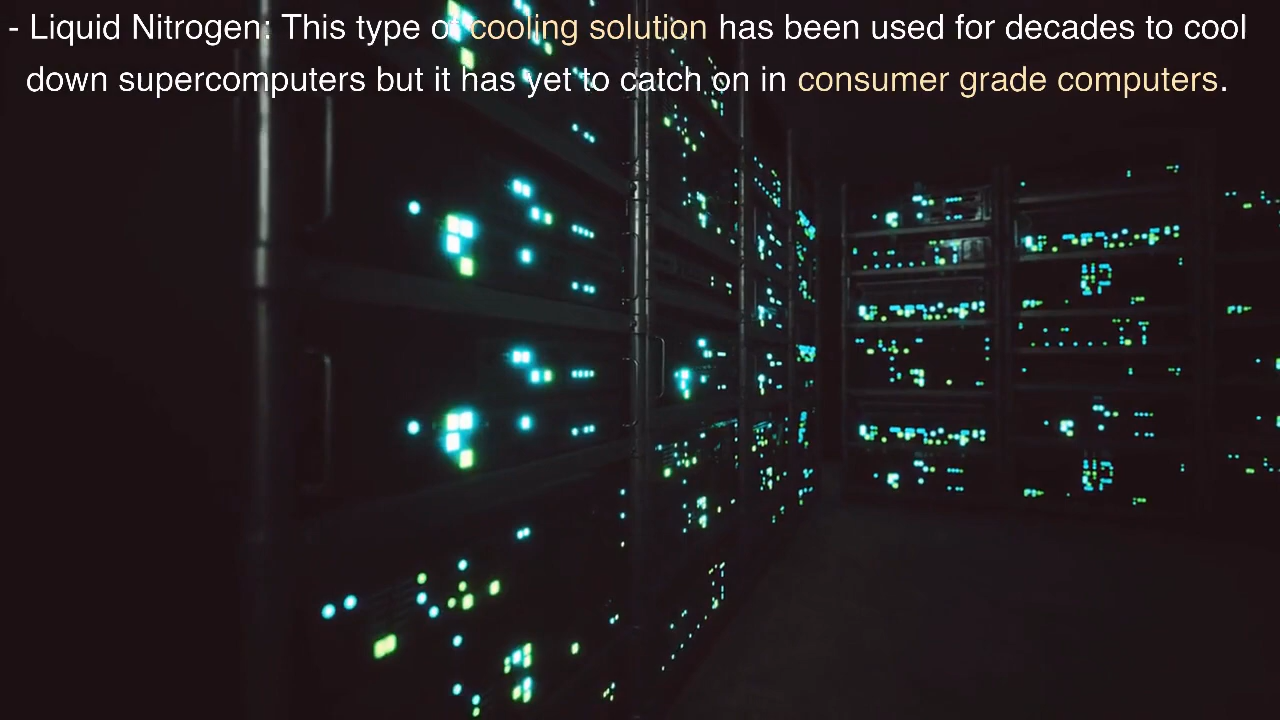 - Liquid Nitrogen: This type of cooling solution has been used for decades to cool
down supercomputers but it has yet to catch on in consumer grade computers.